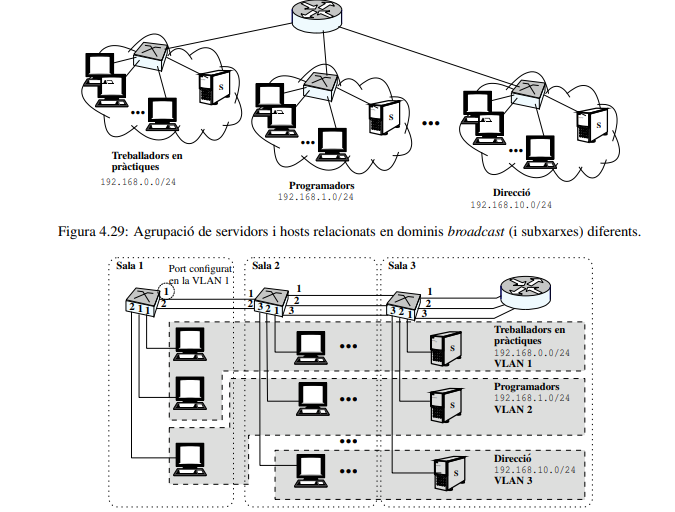 S
S
S
•••
•••
•••
•••
Treballadors en
pràctiques
192.168.0.0/24
Programadors
192.168.1.0/24
Direcció
192.168.10.0/24
Figura 4.29: Agrupació de servidors i hosts relacionats en dominis broadcast (i subxarxes) diferents.
Sala 1
Port configurat
en la VLAN 1
Sala 2
Sala 3
1
2
2 1 1
1
2
3 2 1
1
2
3
3 2 1
1
2
3
•••
S
Treballadors en
pràctiques
192.168.0.0/24
VLAN 1
•••
S
Programadors
192.168.1.0/24
VLAN 2
•••
•••
S
Direcció
192.168.10.0/24
VLAN 3